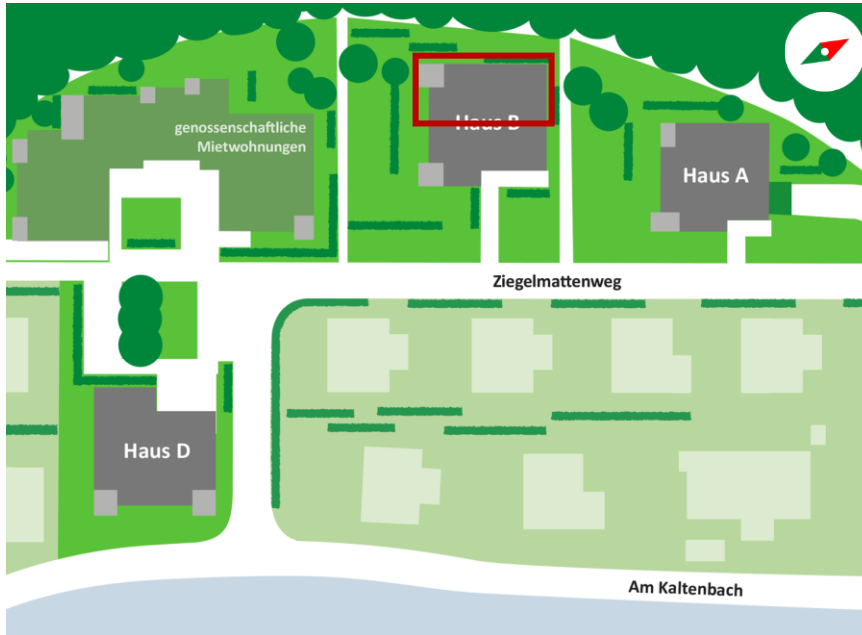 genossenschaftliche
Mietwohnungen
Haus B
Haus A
Ziegelmattenweg
Haus D
Am Kaltenbach